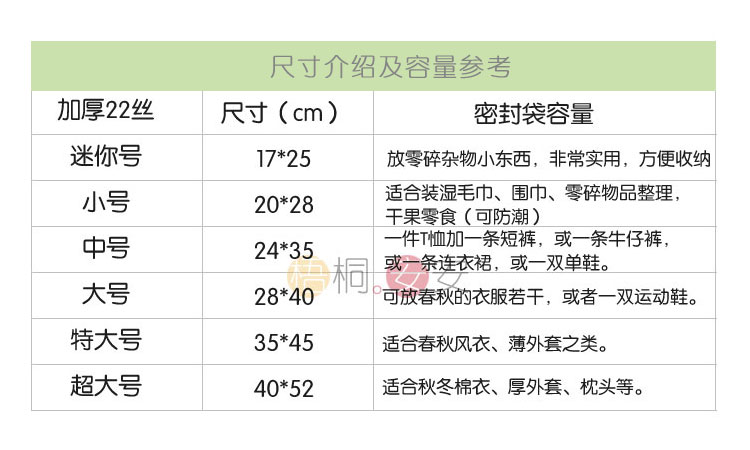 尺寸介绍及容量参考
加厚22丝 尺寸（cm） 密封袋容量
迷你号 17*25 放零碎杂物小东西，非常实用，方便收纳
小号 20*28 适合装湿毛巾、围巾、零碎物品整理，
干果零食（可防潮）
中号 24*35 一件T恤加一条短裤，或一条牛仔裤，
或一条连衣裙，或一双单鞋。
梧桐。安安
大号 28*40 可放春秋的衣服若干，或者一双运动鞋。
特大号 35*45 适合春秋风衣、薄外套之类。
超大号 40*52 适合秋冬棉衣、厚外套、枕头等。